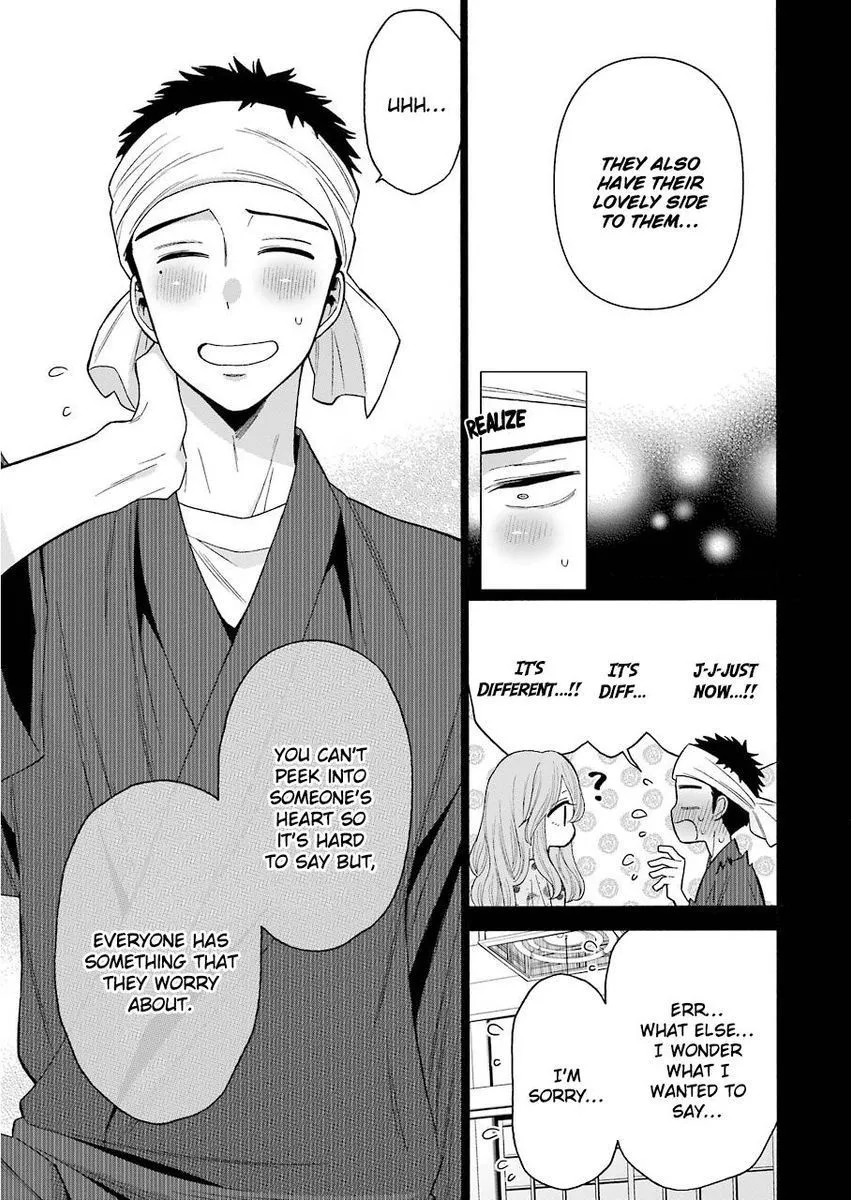 THEY ALSO
HAVE THEIR
LOVELY SIDE
TO THEM...
REALIZE
J-J-JUST
NOW...!!
IT'S
DIFF...
IT'S
DIFFERENT...!!
?
ERR...
WHAT ELSE...
I WONDER
WHAT I
WANTED TO
SAY...
I'M
SORRY...
UHH...
YOU CAN'T
PEEK INTO
SOMEONE'S
HEART SO
IT'S HARD
TO SAY BUT,
EVERYONE HAS
SOMETHING THAT
THEY WORRY
ABOUT.